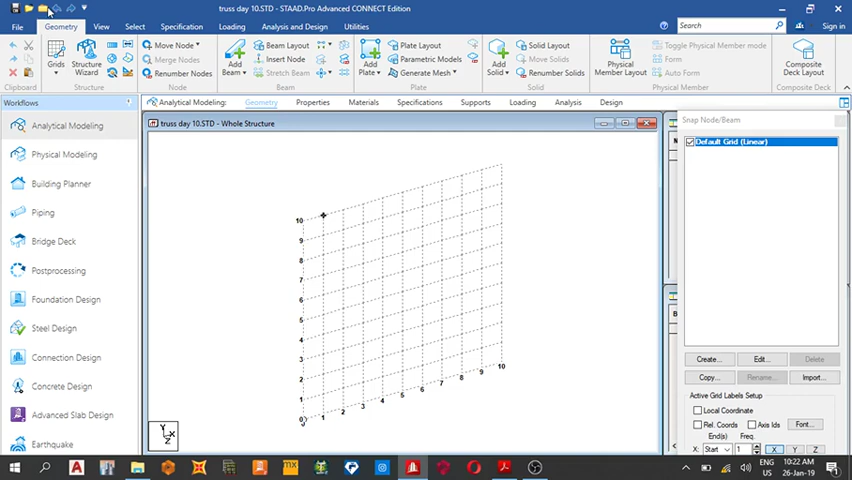 truss day 10.STD - STAAD.Pro Advanced CONNECT Edition
File
Geometry
View
Select
Specification
Loading
Analysis and Design
Utilities
Search
Sign in
Grids
Structure Wizard
Structure
Move Node
Merge Nodes
Renumber Nodes
Node
Add Beam
Beam Layout
Insert Node
Stretch Beam
Beam
Add Plate
Plate Layout
Parametric Models
Generate Mesh
Plate
Add Solid
Solid Layout
Move Solids
Renumber Solids
Solid
Physical Member Layout
Toggle Physical Member mode
Form
Auto Form
Physical Member
Composite Deck Layout
Composite Deck
Workflows
Analytical Modeling:
Geometry
Properties
Materials
Specifications
Supports
Loading
Analysis
Design
Analytical Modeling
Physical Modeling
Building Planner
Piping
Bridge Deck
Postprocessing
Foundation Design
Steel Design
Connection Design
Concrete Design
Advanced Slab Design
Earthquake
truss day 10.STD - Whole Structure
10
9
8
7
6
5
4
3
2
1
0
1
2
3
4
5
6
7
8
9
10
Y
X
Z
Snap Node/Beam
Default Grid (Linear)
Create...
Edit...
Delete
Copy...
Rename...
Import...
Active Grid Labels Setup
Local Coordinate
Rel. Coords
Axis Ids
Font...
End(s)
Freq.
X:
Start
1
X
Y
Z
ENG
US
10:22 AM
26-Jan-19